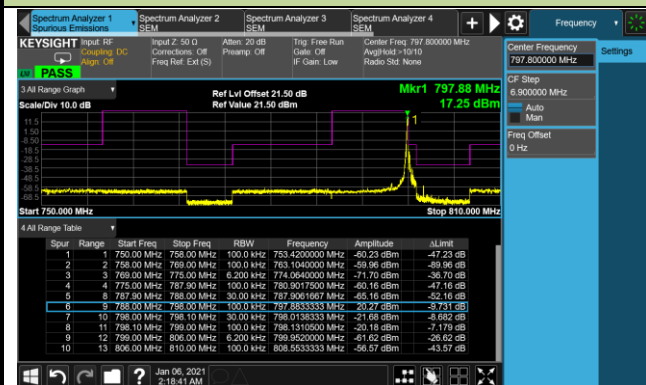 Spectrum Analyzer 1
Spurious Emissions
Spectrum Analyzer 2
SEM
Spectrum Analyzer 3
SEM
Spectrum Analyzer 4
SEM
Frequency
KEYSIGHT
Input: RF
Coupling: DC
Align: Off
Input Z: 50 Ω
Corrections: Off
Freq Ref: Ext (S)
Atten: 20 dB
Preamp: Off
Trig: Free Run
Gate: Off
IF Gain: Low
Center Freq: 797.800000 MHz
Avg|Hold:>10/10
Radio Std: None
PASS
Center Frequency
797.800000 MHz
Settings
CF Step
6.900000 MHz
Auto
Man
Freq Offset
0 Hz
3 All Range Graph
Scale/Div 10.0 dB
Ref Lvl Offset 21.50 dB
Ref Value 21.50 dBm
Mkr1 797.88 MHz
17.25 dBm
1
11.5
1.50
-8.50
-18.5
-28.5
-38.5
-48.5
-58.5
-68.5
Start 750.000 MHz
Stop 810.000 MHz
4 All Range Table
Spur Range Start Freq Stop Freq RBW Frequency Amplitude ΔLimit
1 1 750.00 MHz 758.00 MHz 100.0 kHz 753.4200000 MHz -60.23 dBm -47.23 dB
2 2 758.00 MHz 769.00 MHz 100.0 kHz 763.1040000 MHz -59.96 dBm -89.96 dB
3 3 769.00 MHz 775.00 MHz 6.200 kHz 774.0640000 MHz -71.70 dBm -36.70 dB
4 4 775.00 MHz 787.90 MHz 100.0 kHz 780.9017500 MHz -60.16 dBm -47.16 dB
5 8 787.90 MHz 788.00 MHz 30.00 kHz 787.9061667 MHz -65.16 dBm -52.16 dB
6 9 788.00 MHz 798.00 MHz 100.0 kHz 797.8833333 MHz 20.27 dBm -9.731 dB
7 10 798.00 MHz 798.10 MHz 30.00 kHz 798.0138333 MHz -21.68 dBm -8.682 dB
8 11 798.10 MHz 799.00 MHz 100.0 kHz 798.1310500 MHz -20.18 dBm -7.179 dB
9 12 799.00 MHz 806.00 MHz 6.200 kHz 799.9520000 MHz -61.62 dBm -26.62 dB
10 13 806.00 MHz 810.00 MHz 100.0 kHz 808.5533333 MHz -56.57 dBm -43.57 dB
Jan 06, 2021
2:18:41 AM